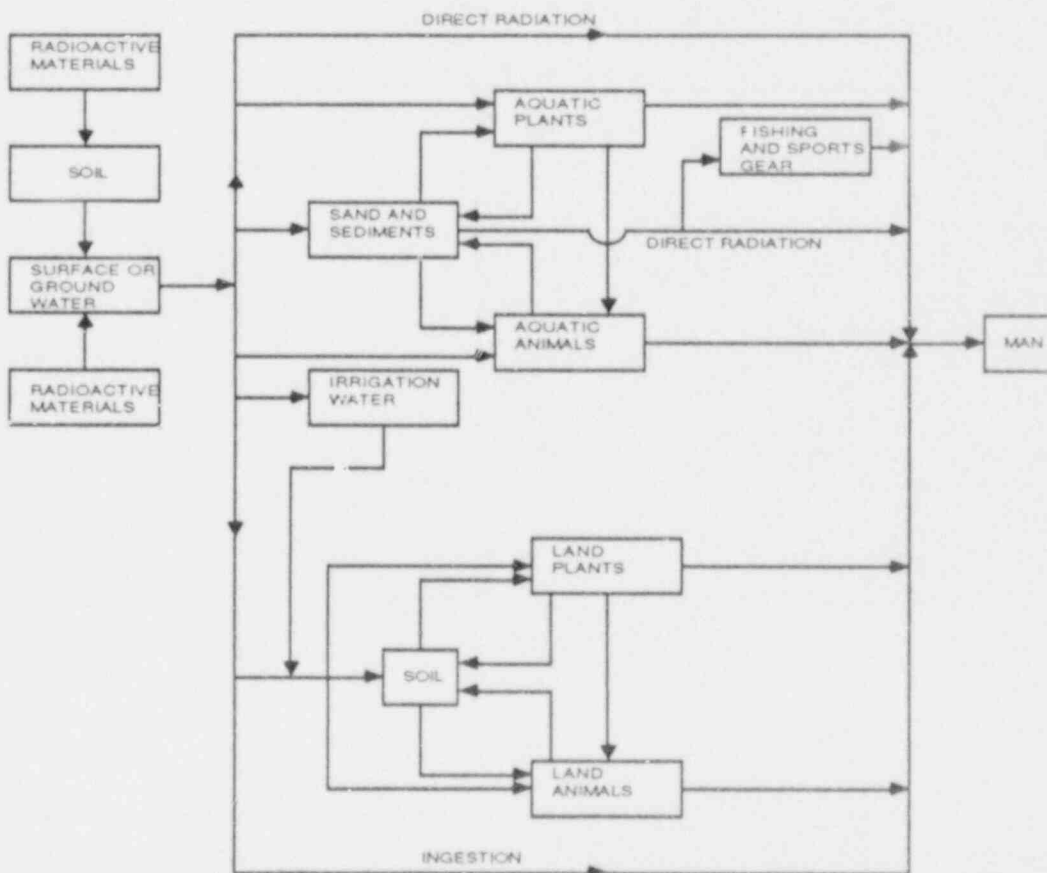 DIRECT RADIATION
RADIOACTIVE
MATERIALS
AQUATIC
PLANTS
FISHING
AND SPORTS
GEAR
SOIL
SAND AND
SEDIMENTS
DIRECT RADIATION
SURFACE OR
GROUND
WATER
AQUATIC
ANIMALS
MAN
RADIOACTIVE
MATERIALS
IRRIGATION
WATER
LAND
PLANTS
SOIL
LAND
ANIMALS
INGESTION